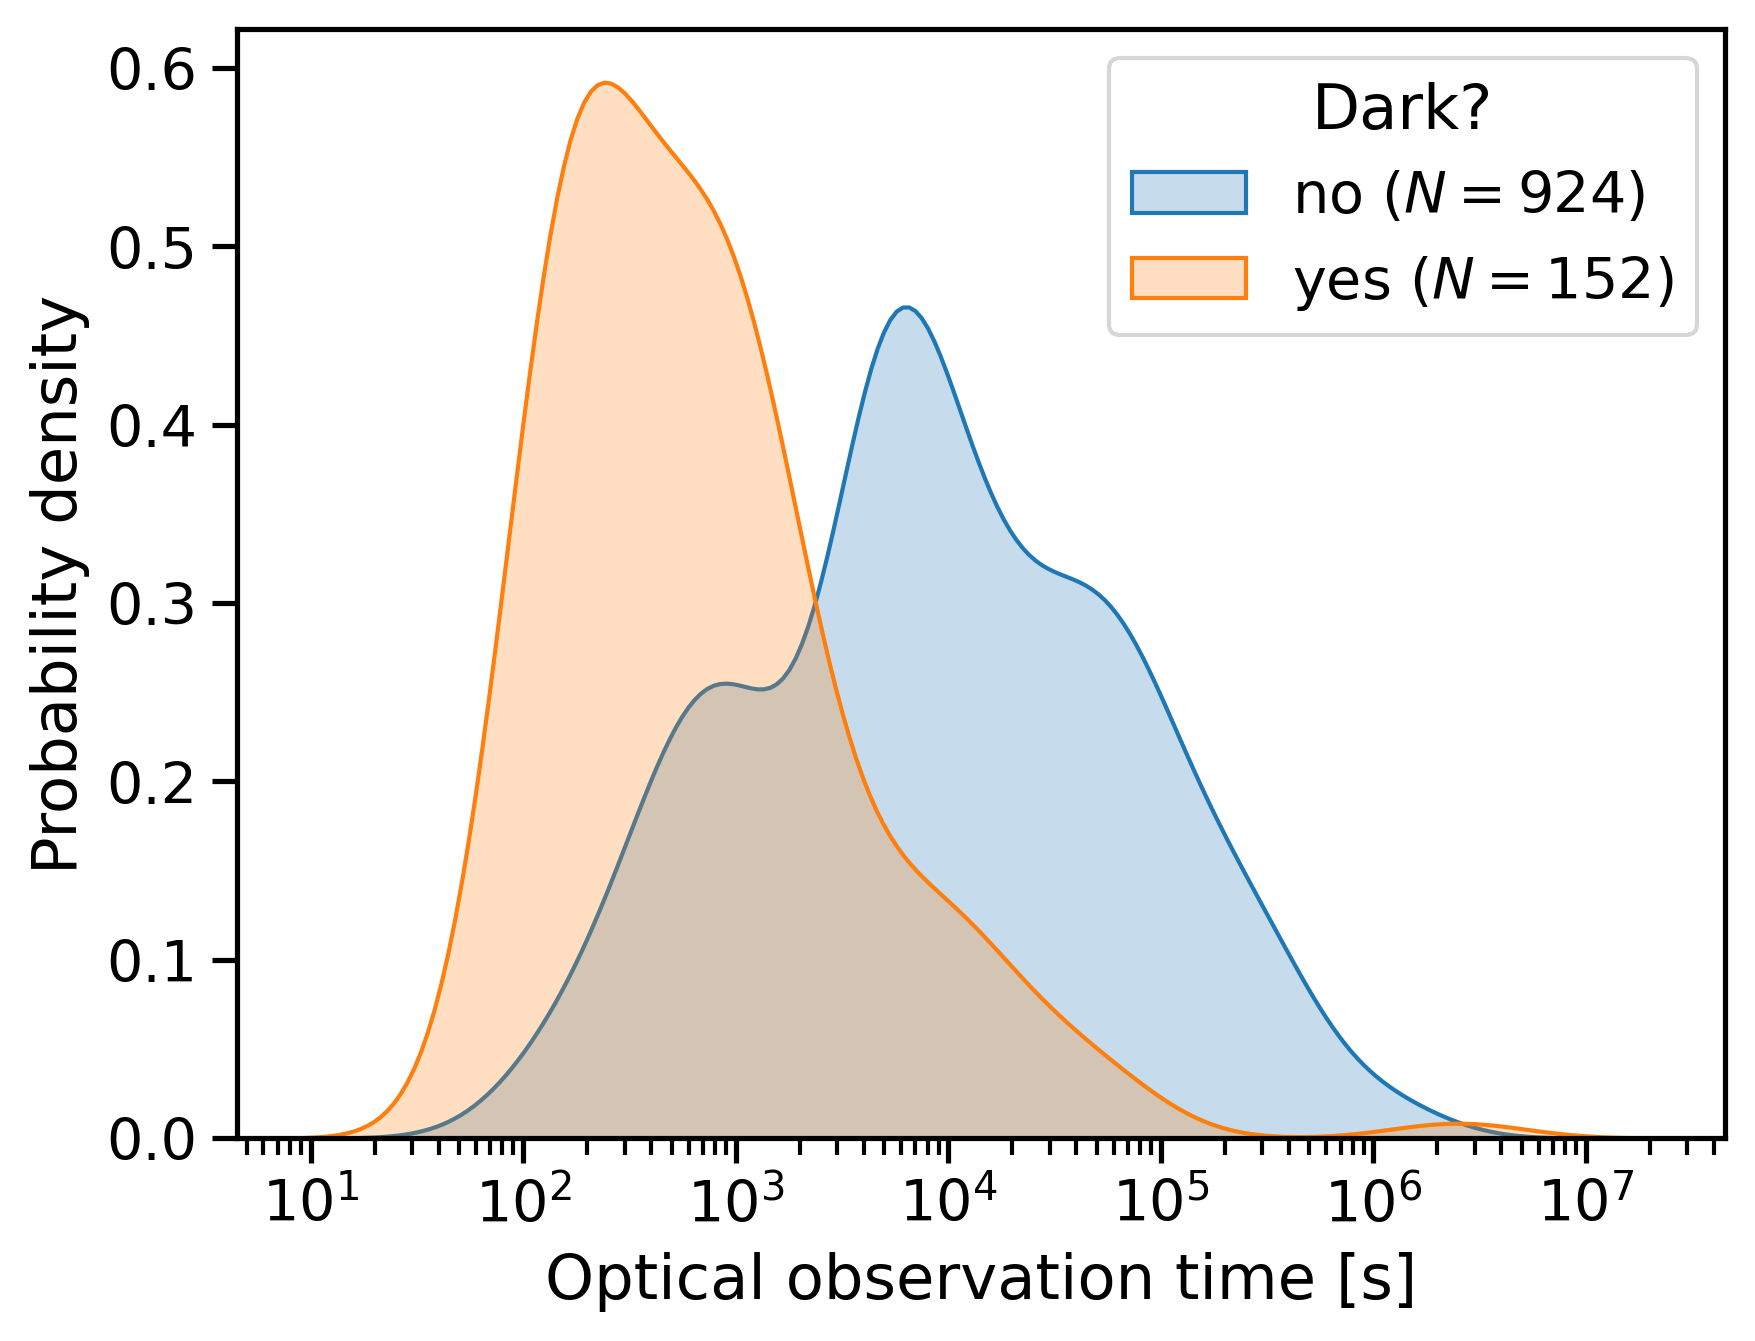 Dark?
no (N = 924)
yes (N = 152)
0.6
0.5
0.4
0.3
0.2
0.1
0.0
Probability density
10¹ 10² 10³ 10⁴ 10⁵ 10⁶ 10⁷
Optical observation time [s]